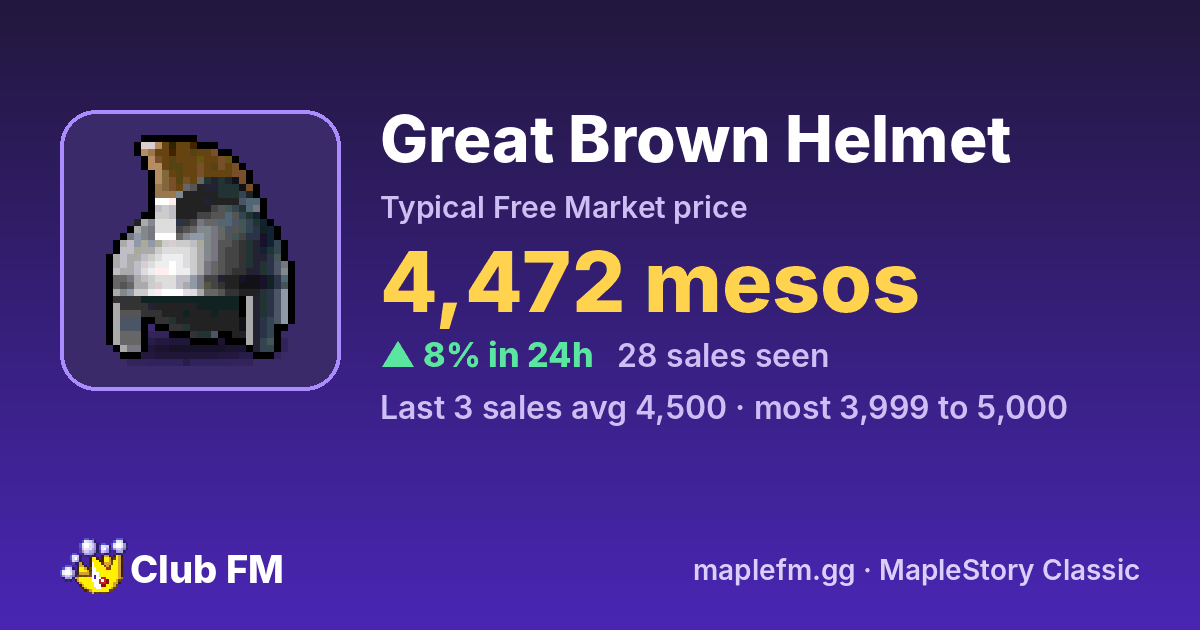 Great Brown Helmet
Typical Free Market price
4,472 mesos
▲ 8% in 24h 28 sales seen
Last 3 sales avg 4,500 · most 3,999 to 5,000
Club FM
maplefm.gg · MapleStory Classic